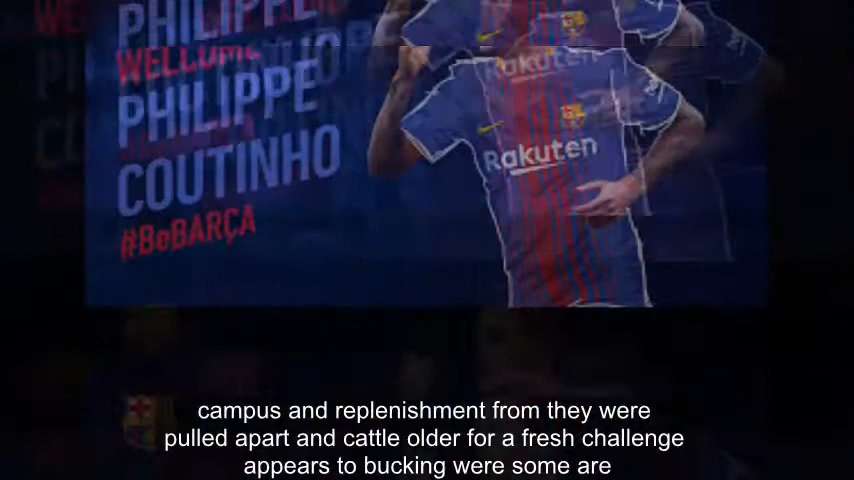 PHILIPPE
WELCOME
PHILIPPE
COUTINHO
#BeBARÇA
Rakuten
Rakuten
campus and replenishment from they were
pulled apart and cattle older for a fresh challenge
appears to bucking were some are